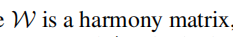 e 𝒲 is a harmony matrix,